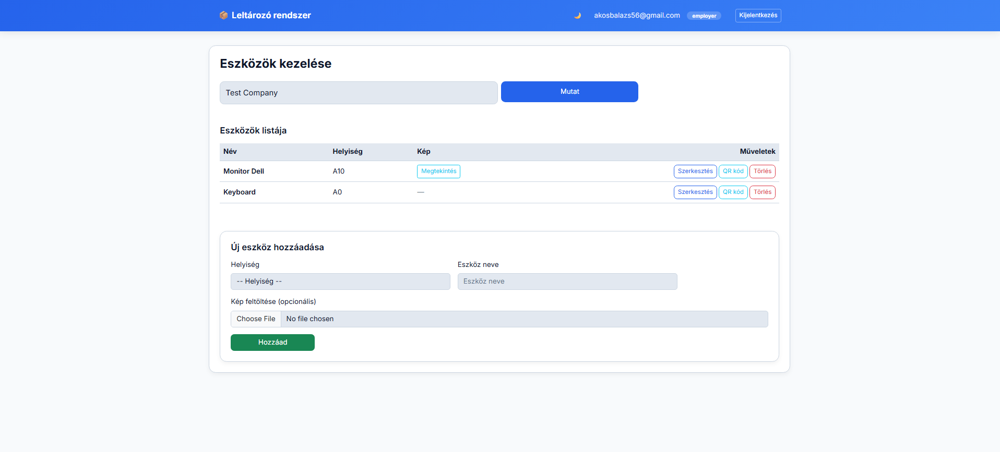 📦 Leltározó rendszer
🌙 akosbalazs56@gmail.com employer Kijelentkezés
Eszközök kezelése
Test Company Mutat
Eszközök listája
Név Helyiség Kép Műveletek
Monitor Dell A10 Megtekintés Szerkesztés QR kód Törlés
Keyboard A0 — Szerkesztés QR kód Törlés
Új eszköz hozzáadása
Helyiség Eszköz neve
-- Helyiség -- Eszköz neve
Kép feltöltése (opcionális)
Choose File No file chosen
Hozzáad